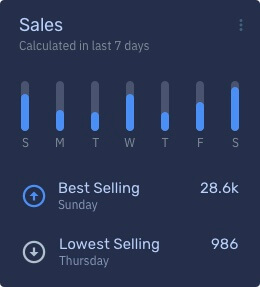 Sales
Calculated in last 7 days
S M T W T F S
Best Selling 28.6k
Sunday
Lowest Selling 986
Thursday